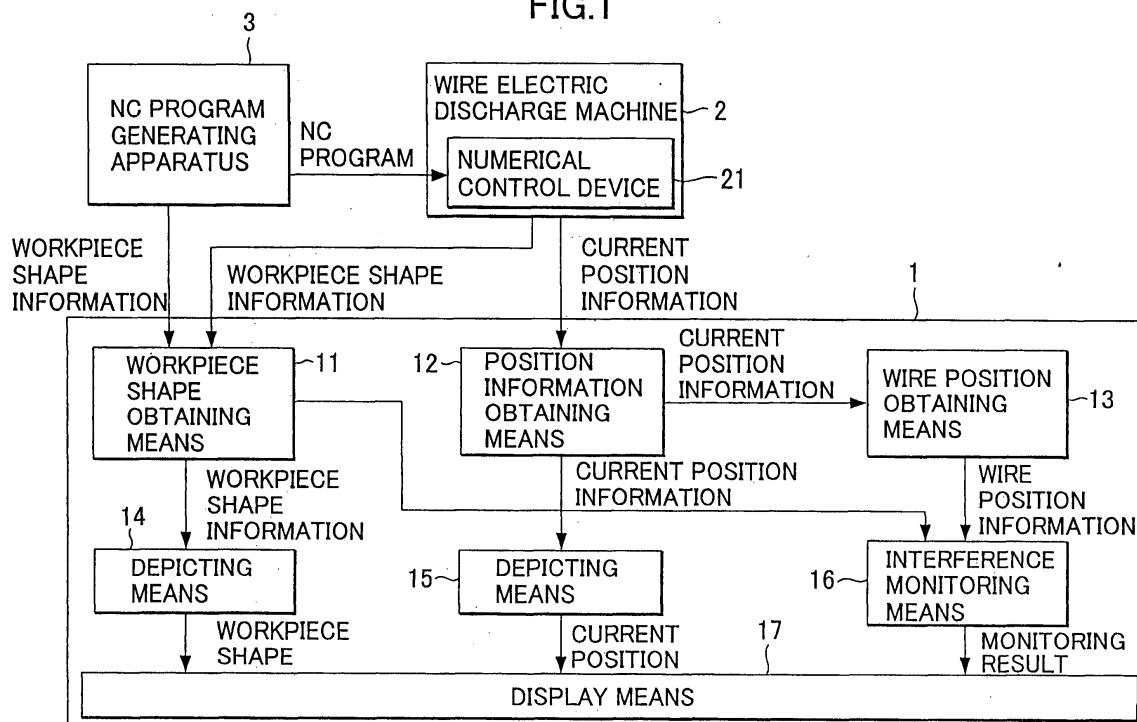 FIG.1
3
NC PROGRAM
GENERATING
APPARATUS
NC
PROGRAM
WIRE ELECTRIC
DISCHARGE MACHINE
2
NUMERICAL
CONTROL DEVICE
21
WORKPIECE
SHAPE
INFORMATION
WORKPIECE SHAPE
INFORMATION
CURRENT
POSITION
INFORMATION
1
WORKPIECE
SHAPE
OBTAINING
MEANS
11
12
POSITION
INFORMATION
OBTAINING
MEANS
CURRENT
POSITION
INFORMATION
WIRE POSITION
OBTAINING
MEANS
13
WORKPIECE
SHAPE
INFORMATION
CURRENT POSITION
INFORMATION
WIRE
POSITION
INFORMATION
14
DEPICTING
MEANS
15
DEPICTING
MEANS
16
INTERFERENCE
MONITORING
MEANS
WORKPIECE
SHAPE
CURRENT
POSITION
17
MONITORING
RESULT
DISPLAY MEANS